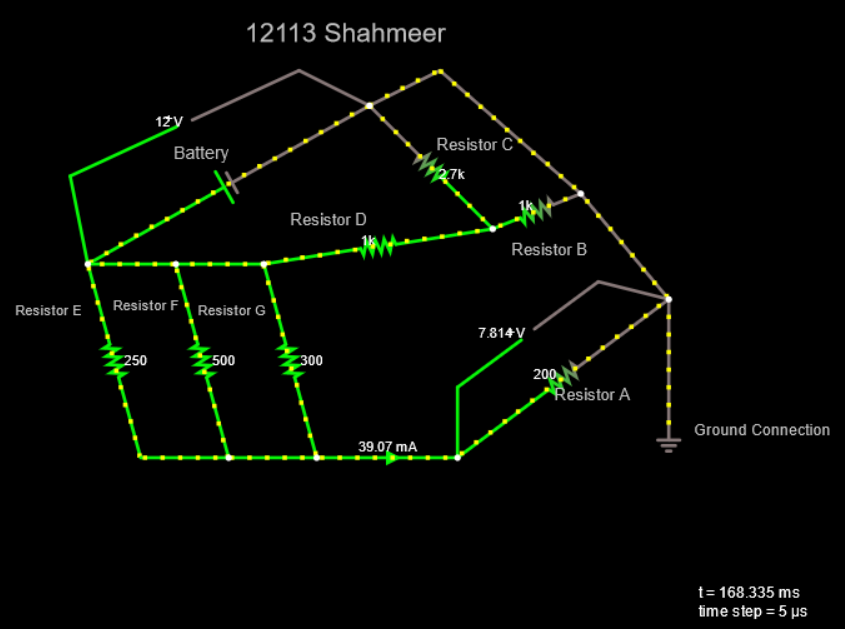 12113 Shahmeer
12 V
Battery
Resistor C
2.7k
1k
Resistor D
1k
Resistor B
Resistor E
Resistor F
Resistor G
7.814 V
250
500
300
200
Resistor A
Ground Connection
39.07 mA
t = 168.335 ms
time step = 5 µs